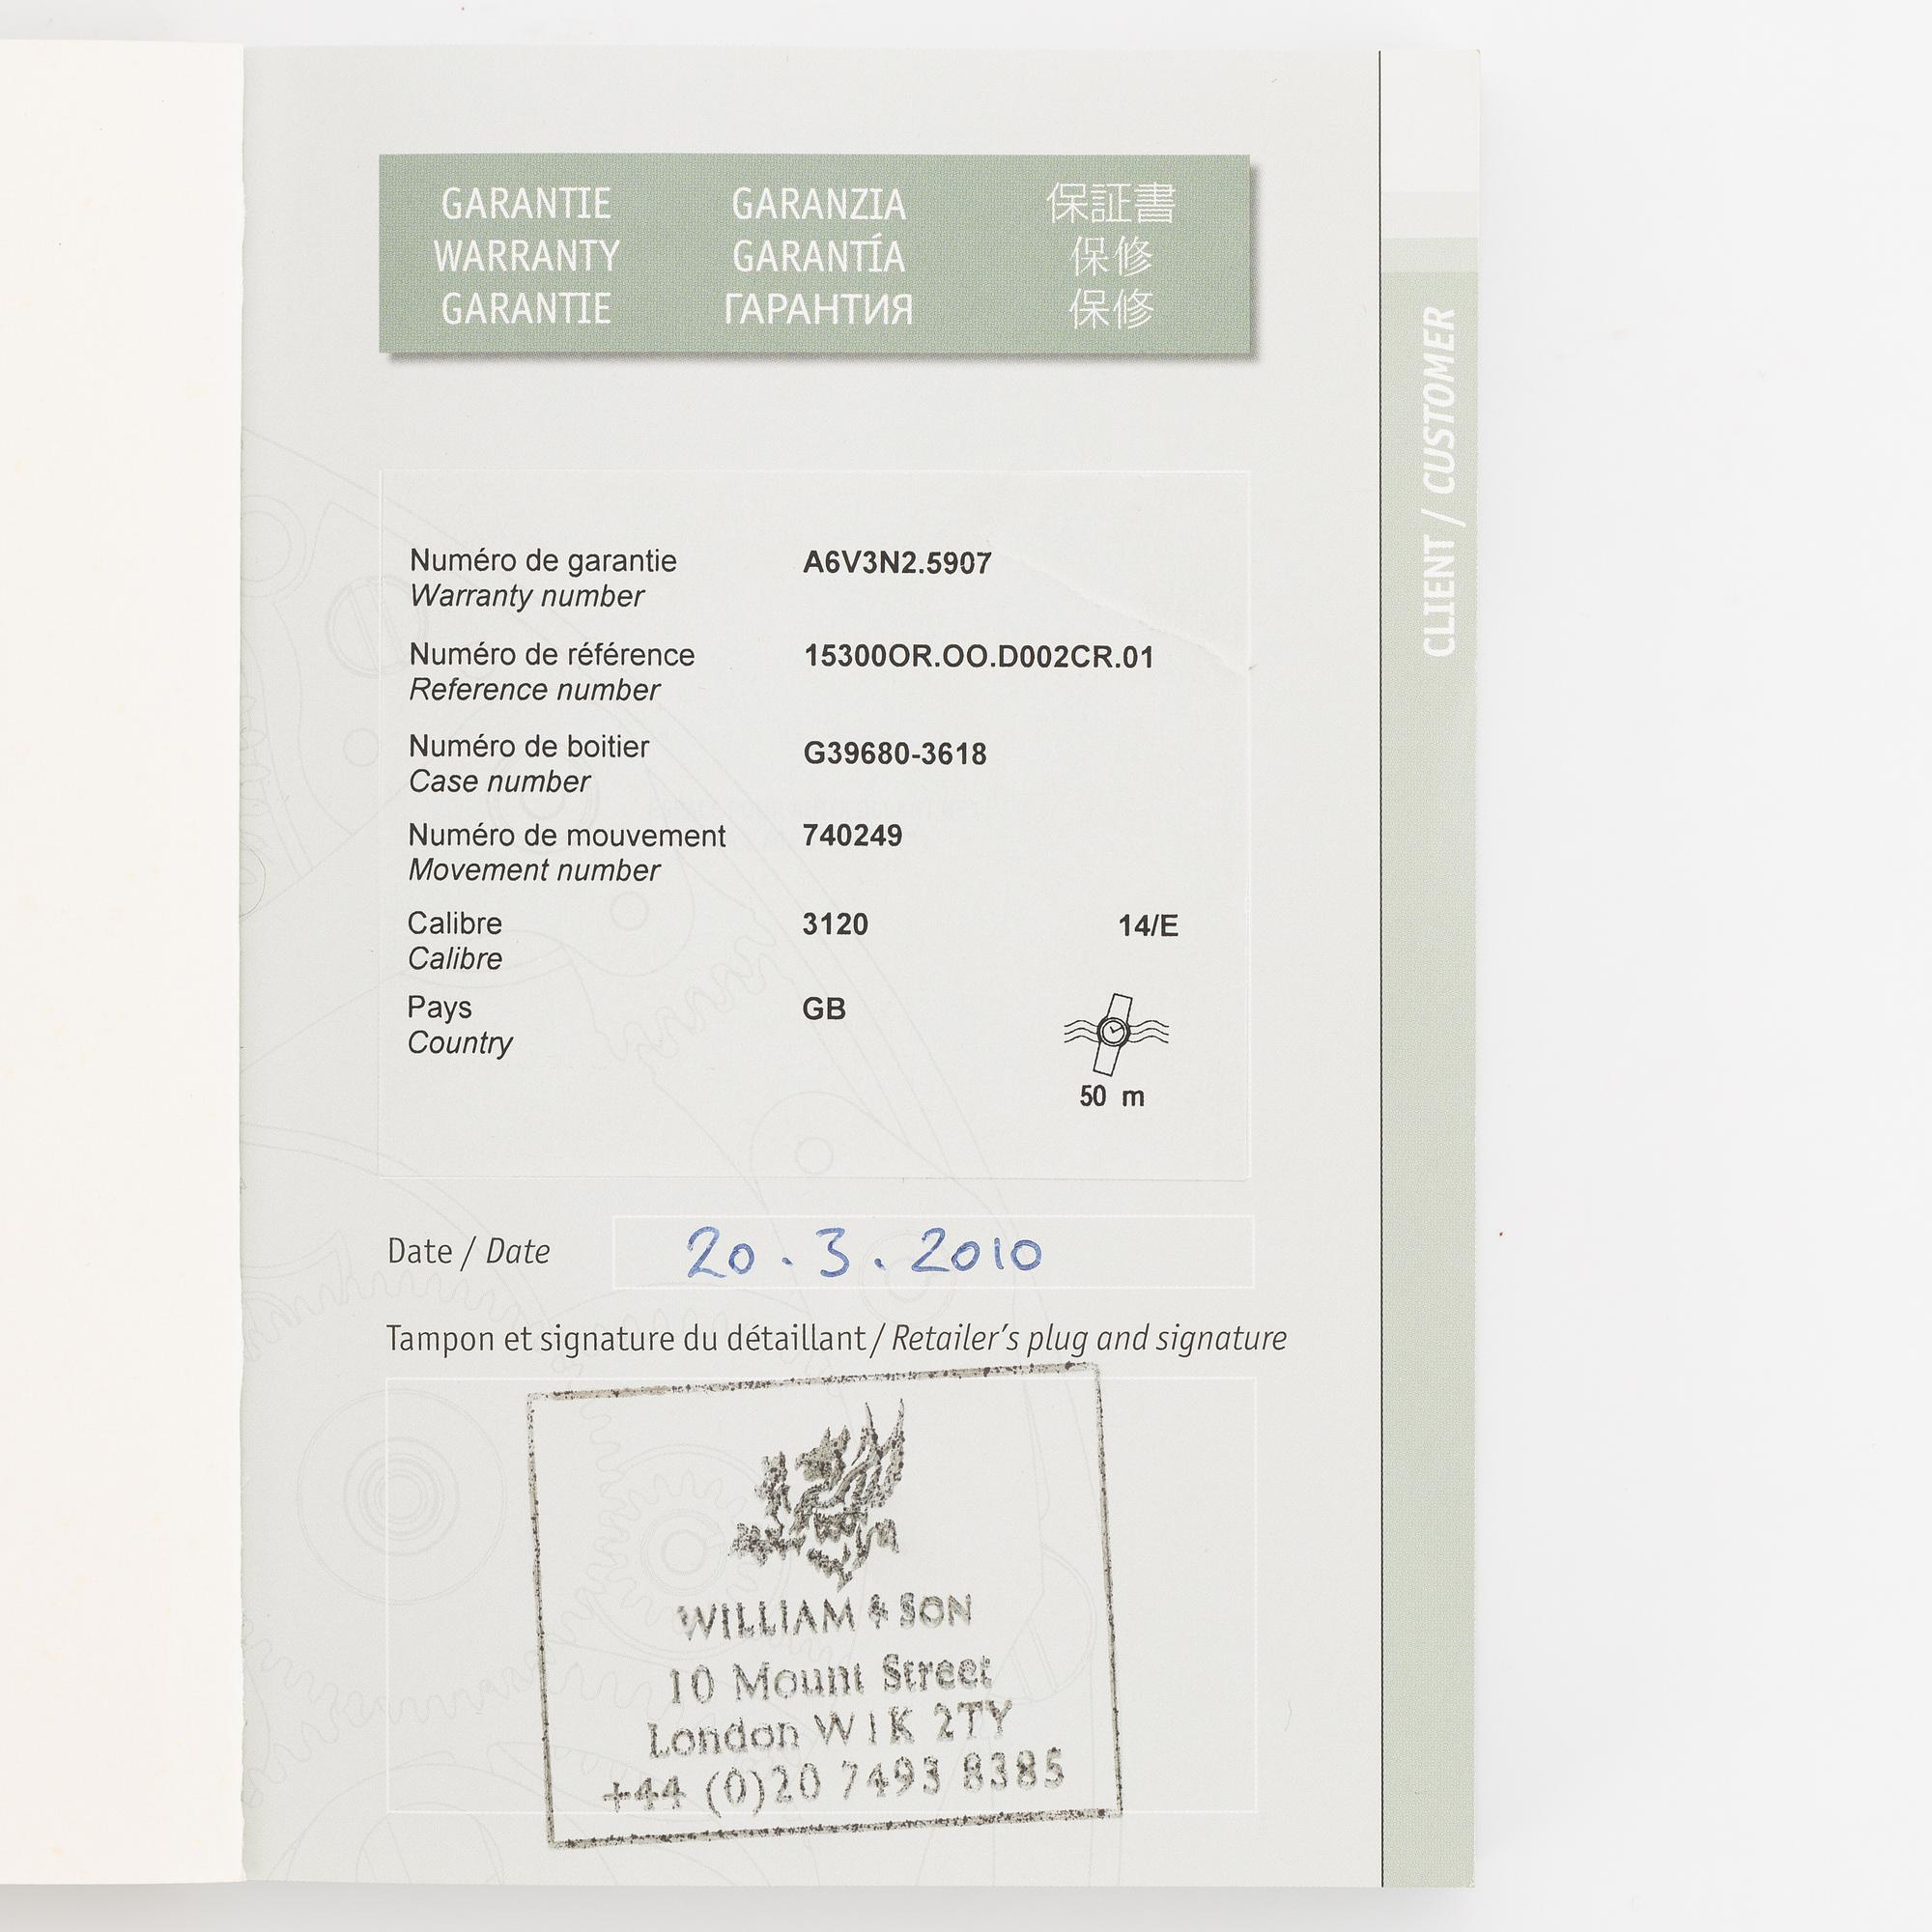 GARANTIE GARANZIA 保証書
WARRANTY GARANTÍA 保修
GARANTIE ГАРАНТИЯ 保修
CLIENT / CUSTOMER
Numéro de garantie A6V3N2.5907
Warranty number
Numéro de référence 15300OR.OO.D002CR.01
Reference number
Numéro de boitier G39680-3618
Case number
Numéro de mouvement 740249
Movement number
Calibre 3120 14/E
Calibre
Pays GB
Country
50 m
Date / Date 20.3.2010
Tampon et signature du détaillant / Retailer's plug and signature
WILLIAM & SON
10 Mount Street
London W1K 2TY
+44 (0)20 7493 8385